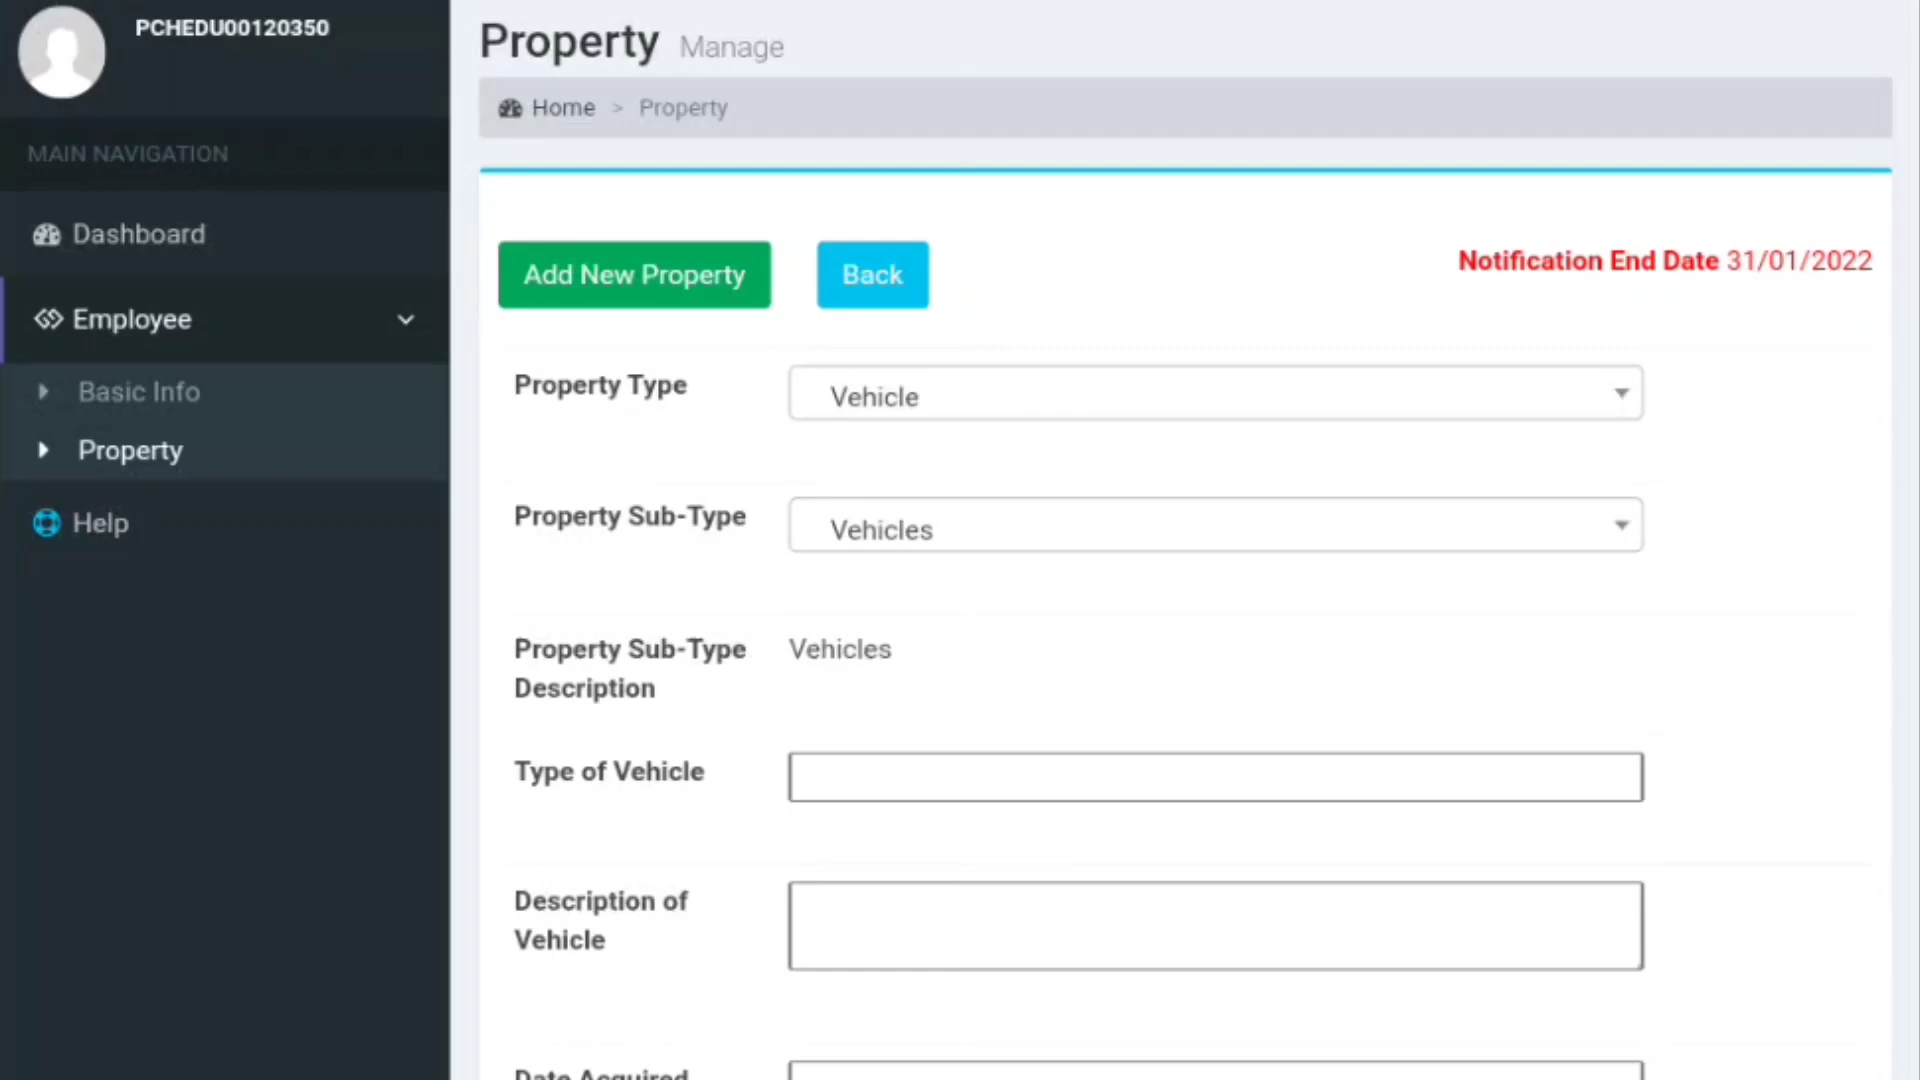 PCHEDU00120350
MAIN NAVIGATION
Dashboard
Employee
Basic Info
Property
Help
Property Manage
Home > Property
Add New Property
Back
Notification End Date 31/01/2022
Property Type
Vehicle
Property Sub-Type
Vehicles
Property Sub-Type
Description
Vehicles
Type of Vehicle
Description of
Vehicle
Date Acquired